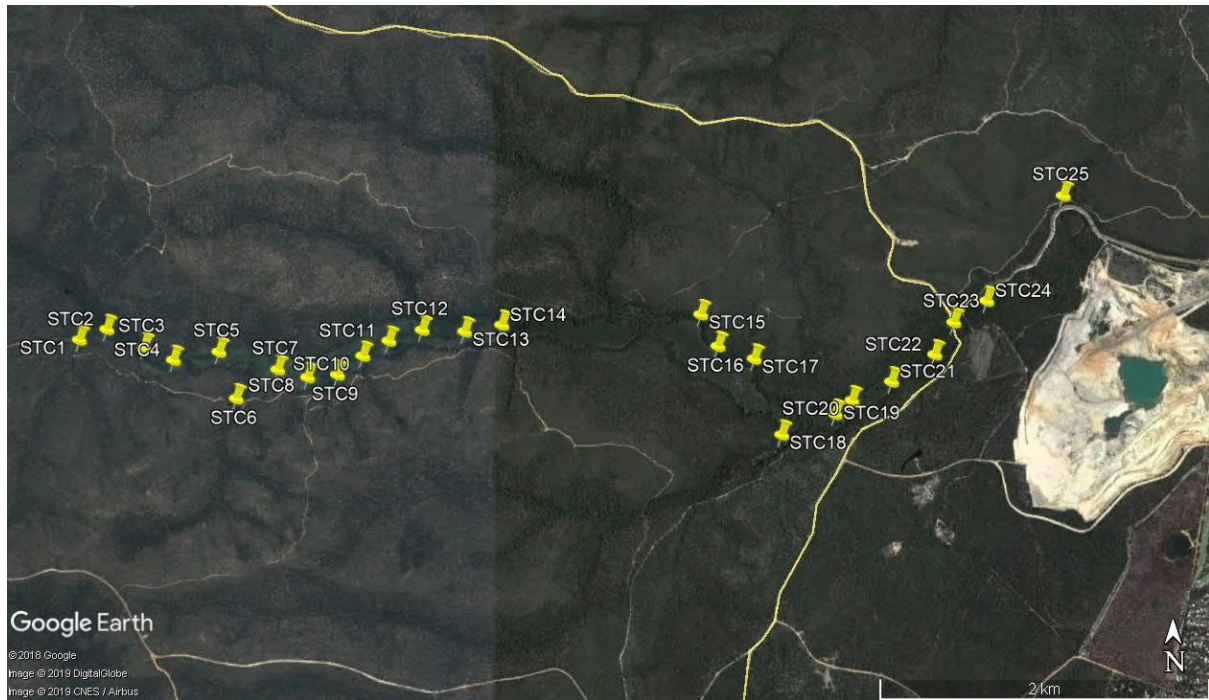 STC25
STC24
STC23
STC15
STC14
STC12
STC2
STC3
STC13
STC11
STC1
STC4
STC5
STC22
STC16
STC17
STC7
STC10
STC21
STC8
STC9
STC6
STC20
STC19
STC18
Google Earth
©2018 Google
Image © 2019 DigitalGlobe
Image © 2019 CNES / Airbus
N
2 km